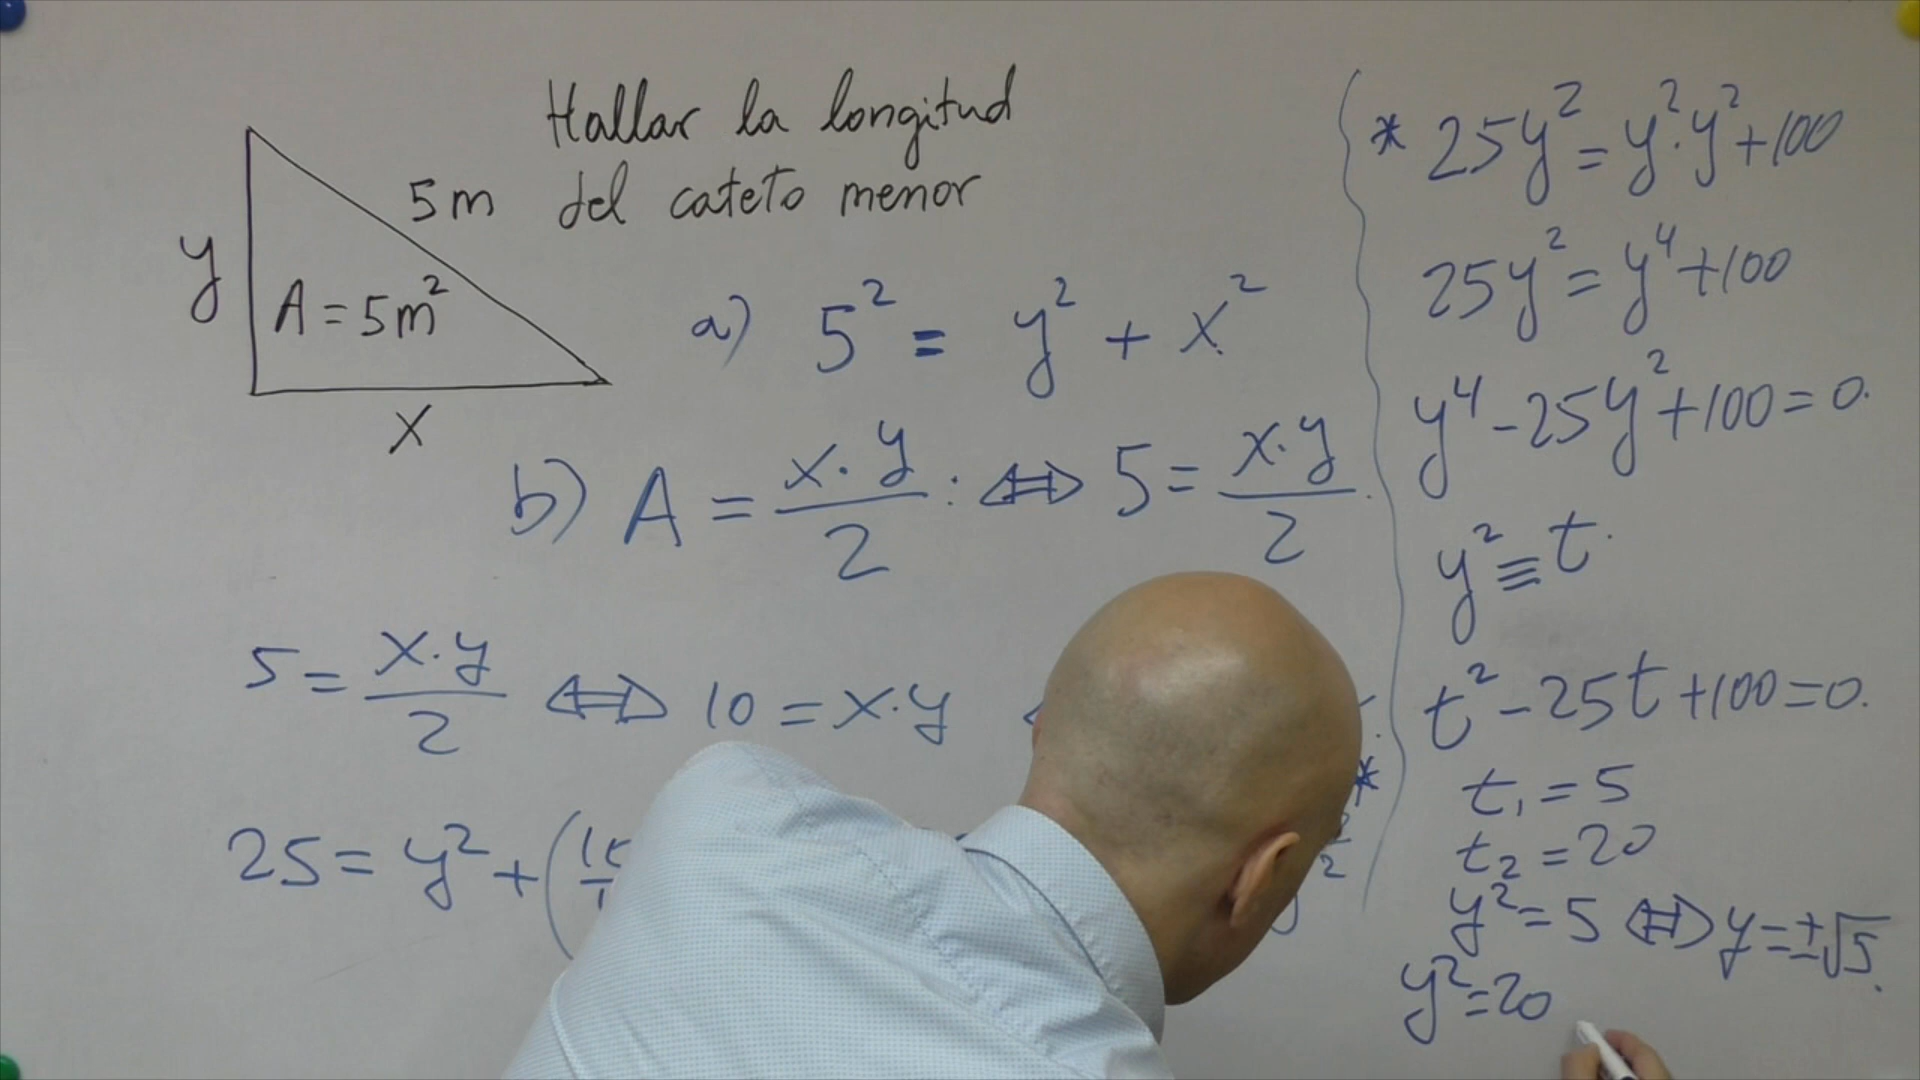 Hallar la longitud
del cateto menor
5m
y
A = 5m²
x
a) 5² = y² + x²
b) A = x·y/2 : ⇔ 5 = x·y/2
5 = x·y/2 ⇔ 10 = x·y
25 = y² + (
* 25y² = y²·y² + 100
25y² = y⁴ + 100
y⁴ - 25y² + 100 = 0.
y² ≡ t.
t² - 25t + 100 = 0.
t₁ = 5
t₂ = 20
y² = 5 ⇔ y = ±√5.
y² = 20